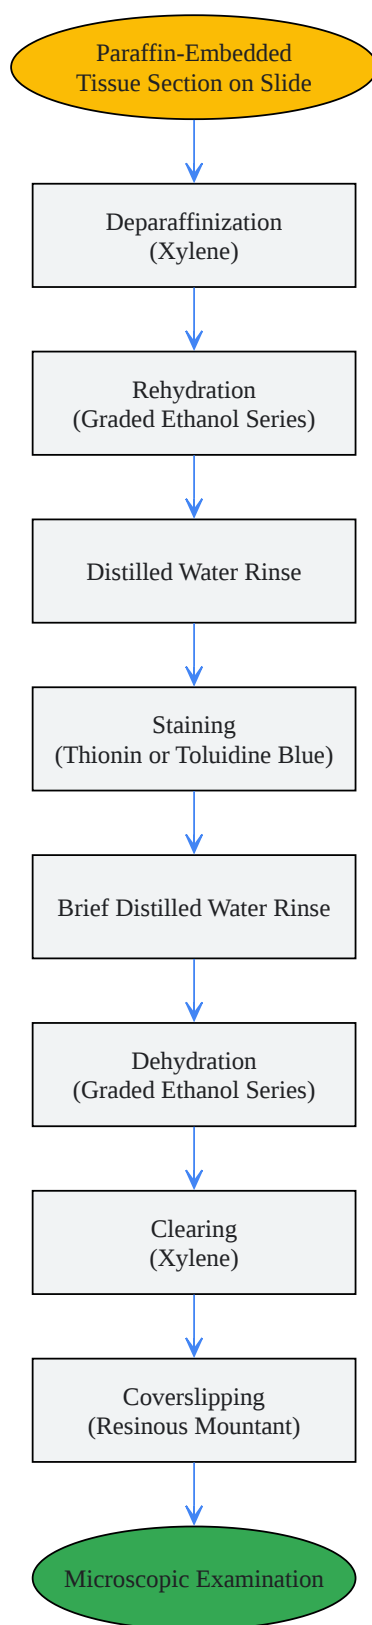 Paraffin-Embedded
Tissue Section on Slide
Deparaffinization
(Xylene)
Rehydration
(Graded Ethanol Series)
Distilled Water Rinse
Staining
(Thionin or Toluidine Blue)
Brief Distilled Water Rinse
Dehydration
(Graded Ethanol Series)
Clearing
(Xylene)
Coverslipping
(Resinous Mountant)
Microscopic Examination